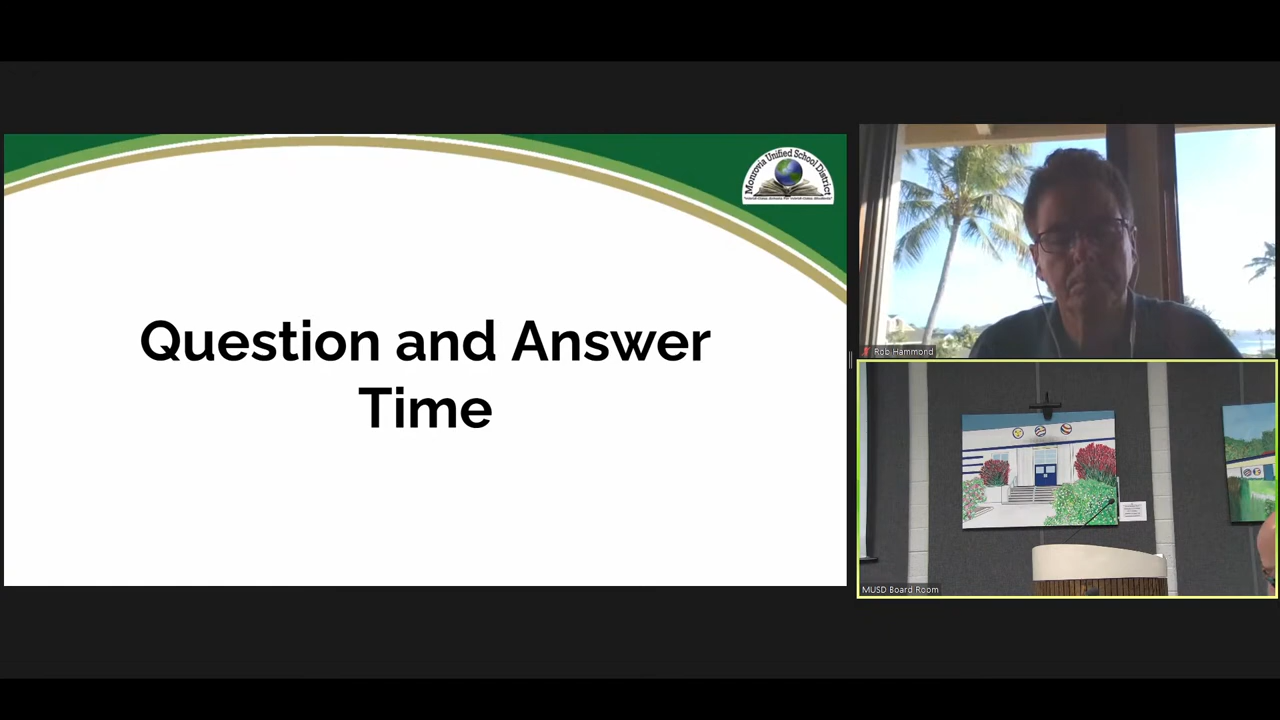 Monrovia Unified School District
Question and Answer
Time
Rob Hammond
MUSD Board Room